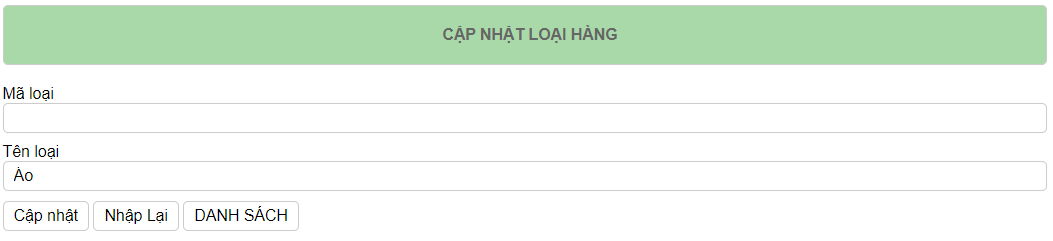 CẬP NHẬT LOẠI HÀNG
Mã loại
Tên loại
Ào
Cập nhật Nhập Lại DANH SÁCH